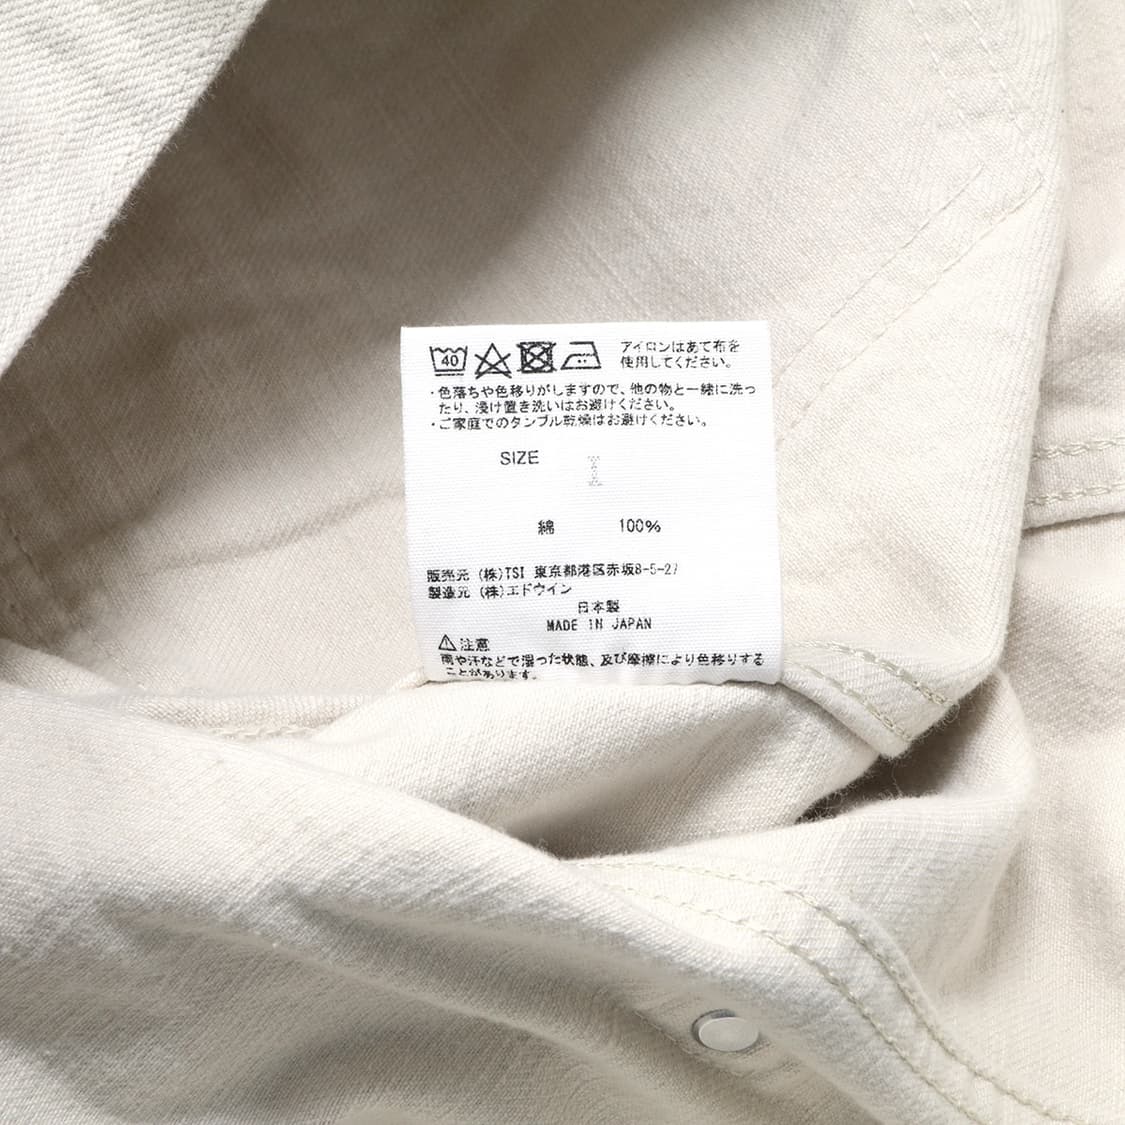 40 アイロンはあて布を
使用してください。
・色落ちや色移りがしますので、他の物と一緒に洗っ
たり、浸け置き洗いはお避けください。
・ご家庭でのタンブル乾燥はお避けください。
SIZE
綿 100%
販売元 (株)TSI 東京都港区赤坂8-5-27
製造元 (株)エドウイン
日本製
MADE IN JAPAN
⚠注意
雨や汗などで湿った状態、及び摩擦により色移りする
ことがあります。